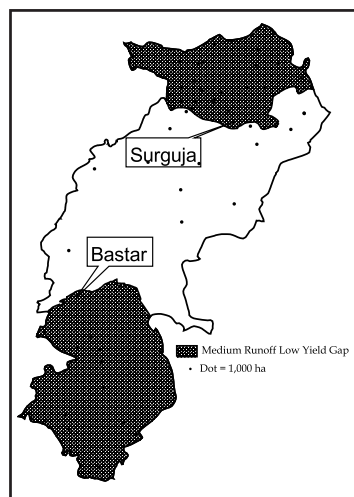 Surguja
Bastar
Medium Runoff Low Yield Gap
Dot = 1,000 ha